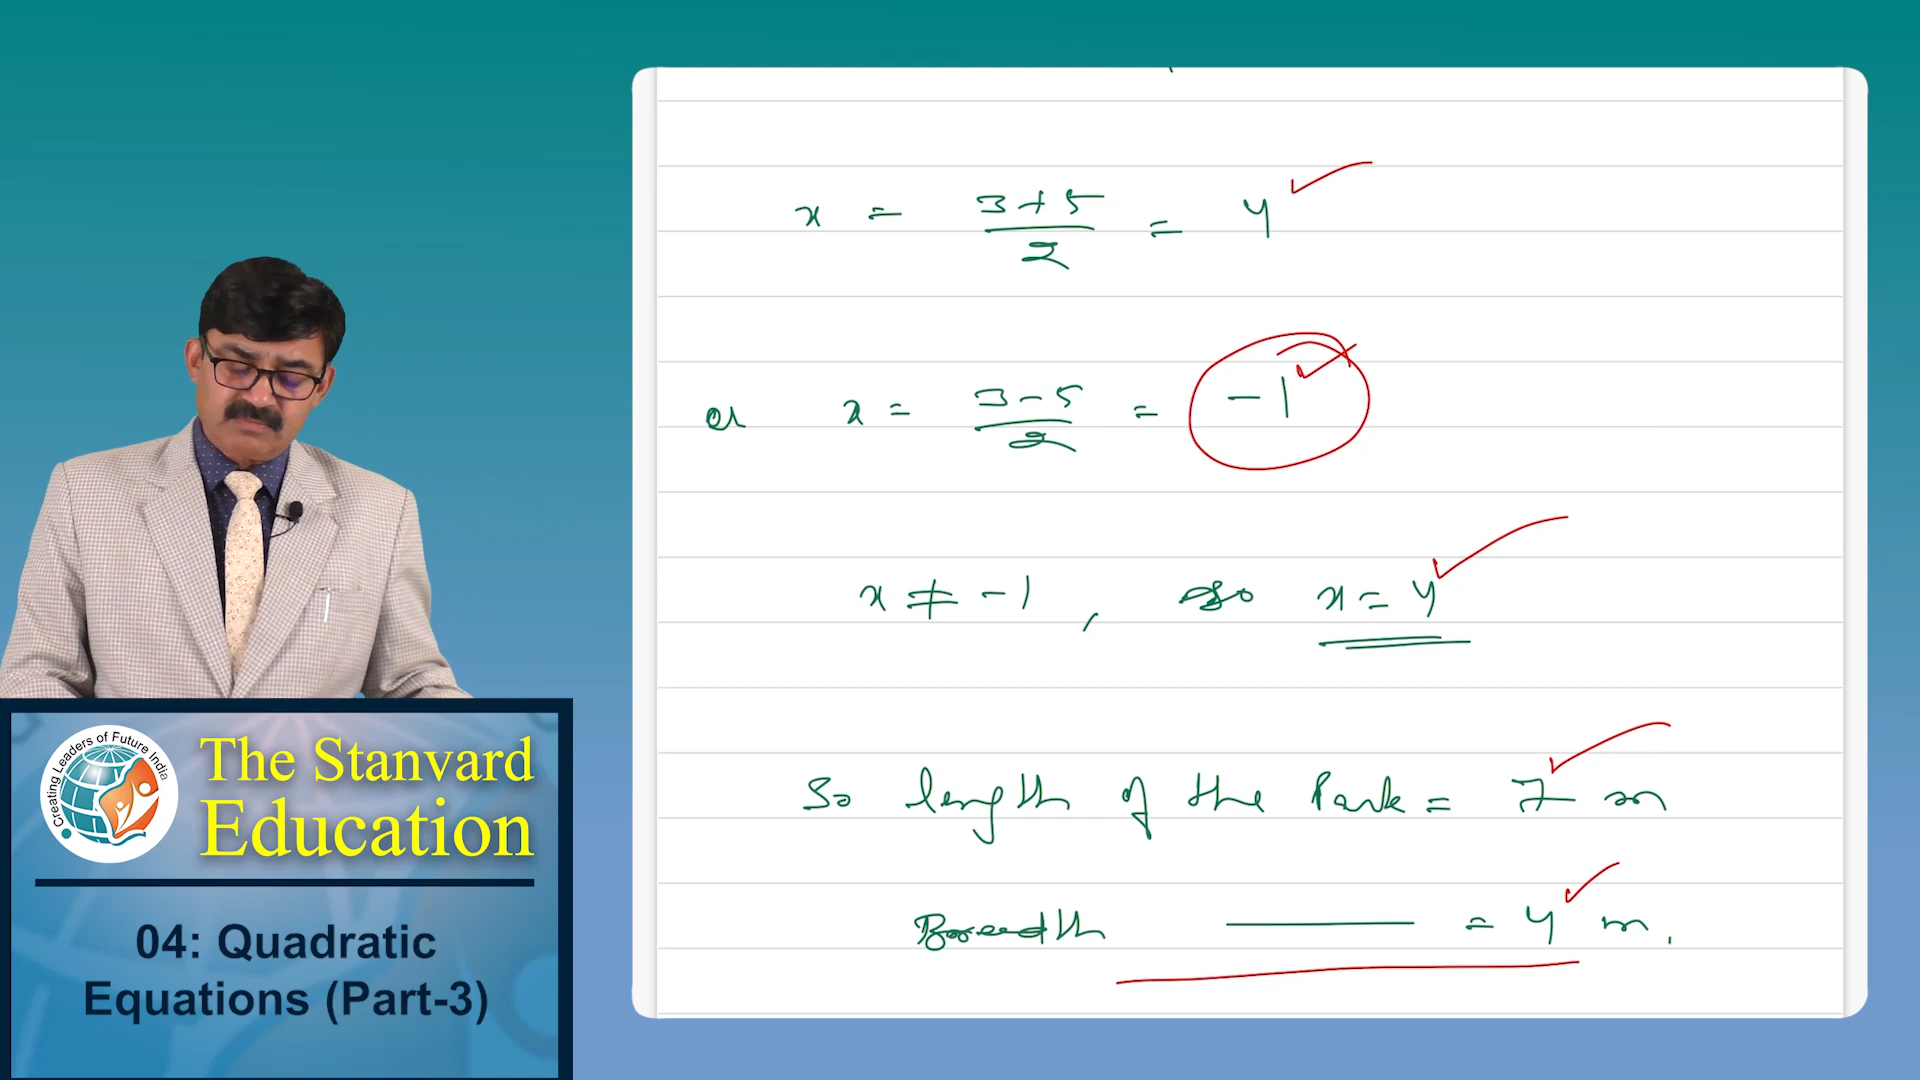 x = 3+5/2 = 4
or x = 3-5/2 = -1
x ≠ -1, so x = 4
So length of the Park = 7 m
Breadth ——— = 4 m.
Creating Leaders of Future India
The Stanvard
Education
04: Quadratic
Equations (Part-3)